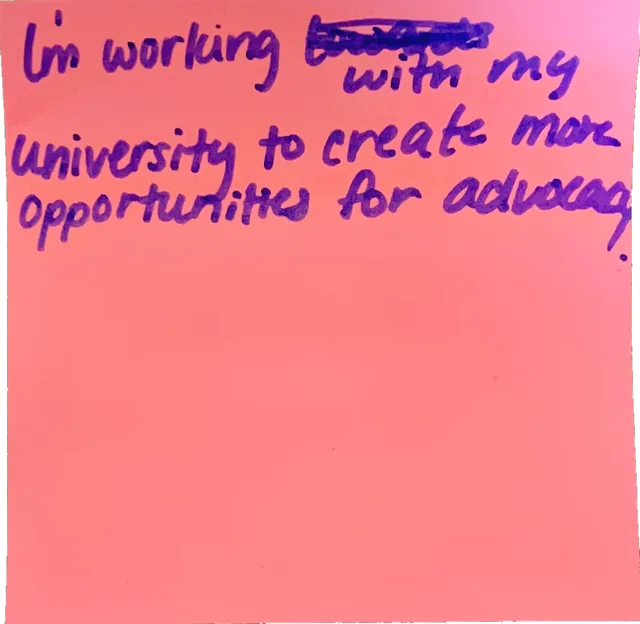 I'm working with my
university to create more
opportunities for advocacy.